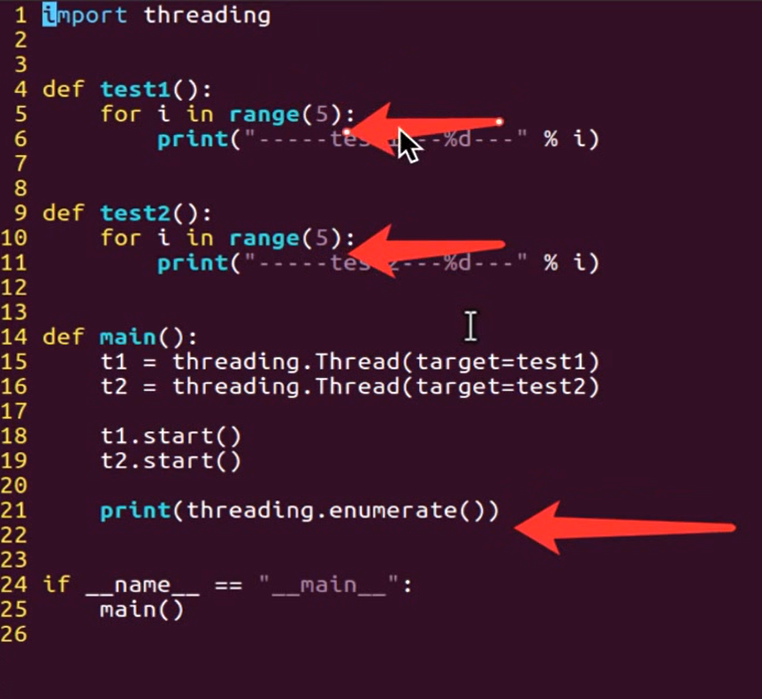 1 import threading
2
3
4 def test1():
5     for i in range(5):
6         print("-----tes---%d---" % i)
7
8
9 def test2():
10     for i in range(5):
11         print("-----tes2---%d---" % i)
12
13
14 def main():
15     t1 = threading.Thread(target=test1)
16     t2 = threading.Thread(target=test2)
17
18     t1.start()
19     t2.start()
20
21     print(threading.enumerate())
22
23
24 if __name__ == "__main__":
25     main()
26